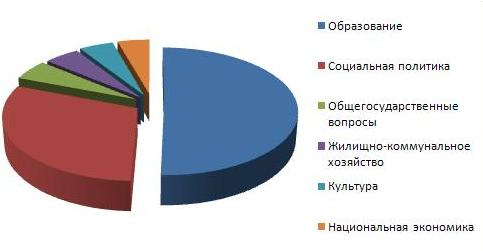 Образование
Социальная политика
Общегосударственные
вопросы
Жилищно-коммунальное
хозяйство
Культура
Национальная экономика